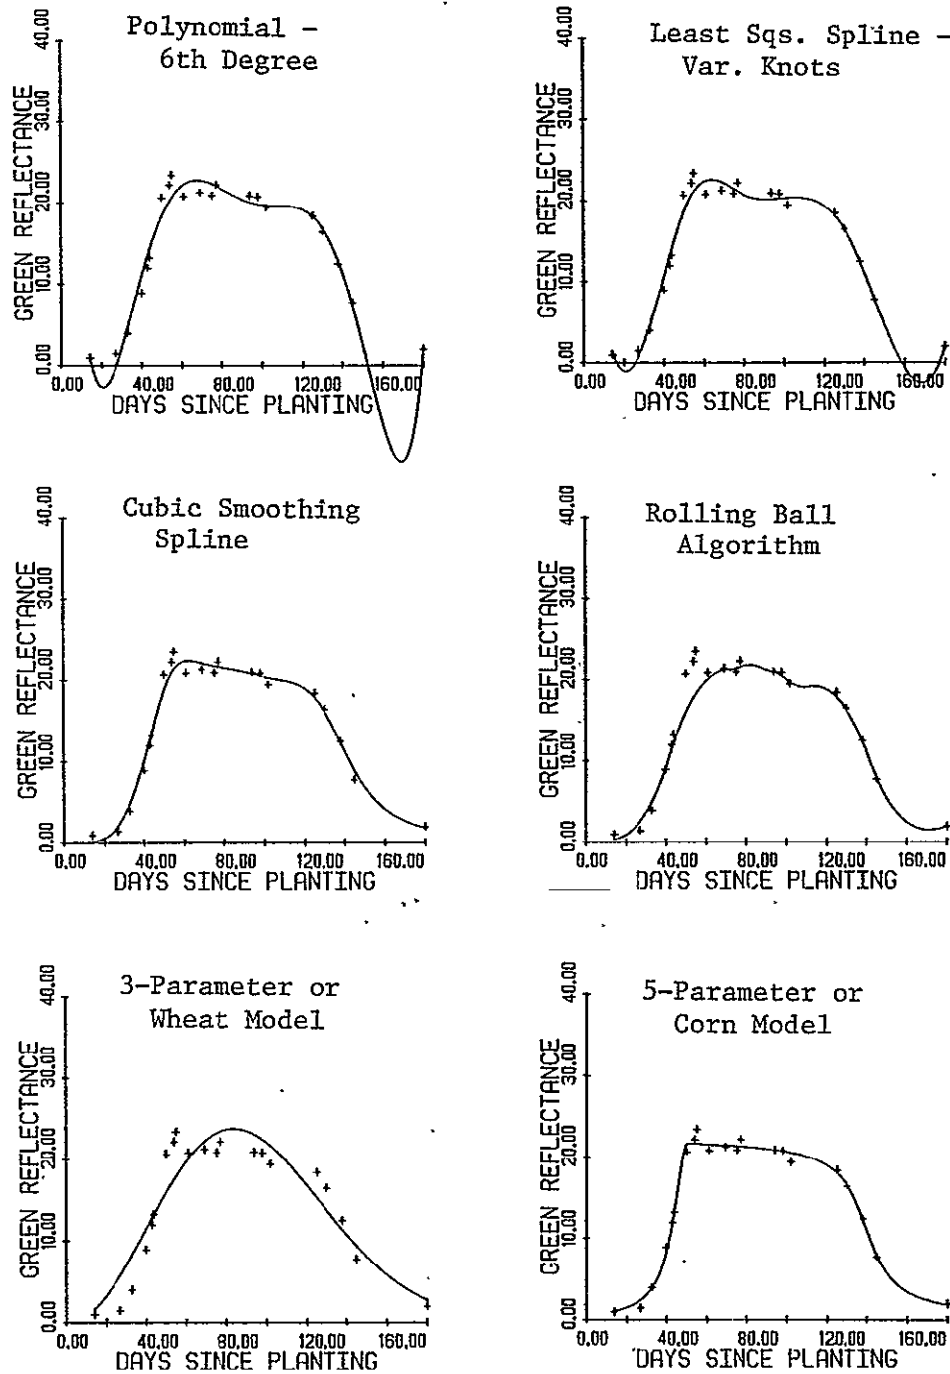 Polynomial -
6th Degree
GREEN REFLECTANCE
0.00 10.00 20.00 30.00 40.00
0.00 40.00 80.00 120.00 160.00
DAYS SINCE PLANTING
Least Sqs. Spline -
Var. Knots
GREEN REFLECTANCE
0.00 10.00 20.00 30.00 40.00
0.00 40.00 80.00 120.00 160.00
DAYS SINCE PLANTING
Cubic Smoothing
Spline
GREEN REFLECTANCE
0.00 10.00 20.00 30.00 40.00
0.00 40.00 80.00 120.00 160.00
DAYS SINCE PLANTING
Rolling Ball
Algorithm
GREEN REFLECTANCE
0.00 10.00 20.00 30.00 40.00
0.00 40.00 80.00 120.00 160.00
DAYS SINCE PLANTING
3-Parameter or
Wheat Model
GREEN REFLECTANCE
0.00 10.00 20.00 30.00 40.00
0.00 40.00 80.00 120.00 160.00
DAYS SINCE PLANTING
5-Parameter or
Corn Model
GREEN REFLECTANCE
0.00 10.00 20.00 30.00 40.00
0.00 40.00 80.00 120.00 160.00
DAYS SINCE PLANTING